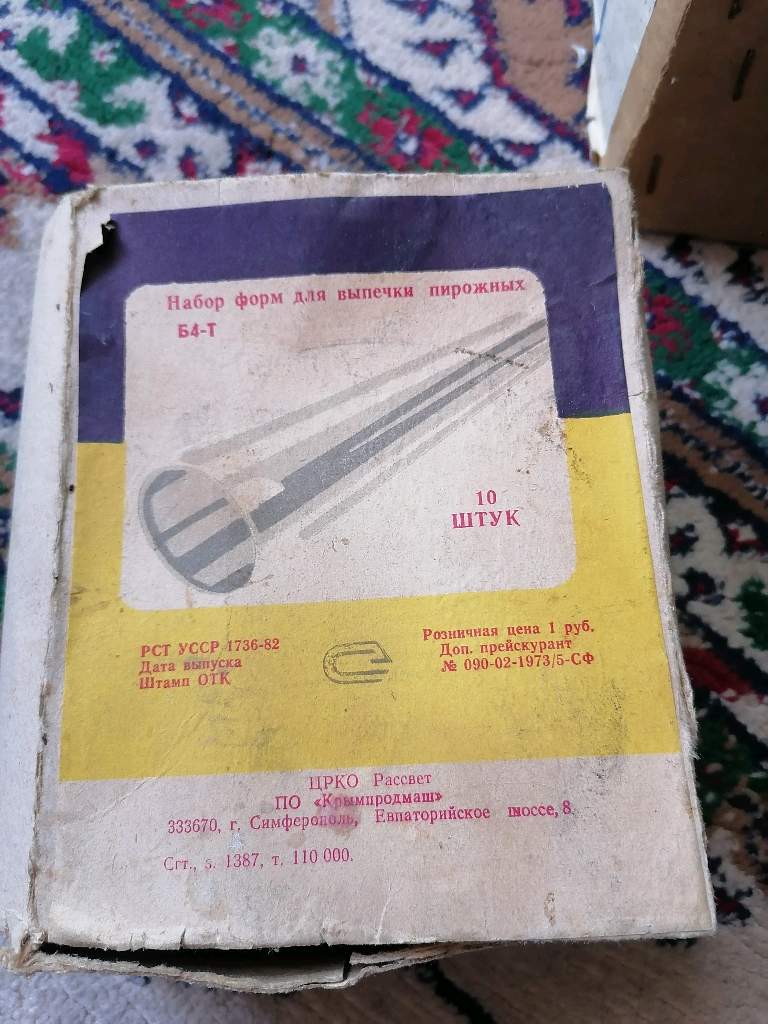 Набор форм для выпечки пирожных
Б4-Т
10
ШТУК
РСТ УССР 1736-82
Дата выпуска
Штамп ОТК
Розничная цена 1 руб.
Доп. прейскурант
№ 090-02-1973/5-СФ
ЦРКО Рассвет
ПО «Крымпродмаш»
333670, г. Симферополь, Евпаторийское шоссе, 8
Сгт., з. 1387, т. 110 000.